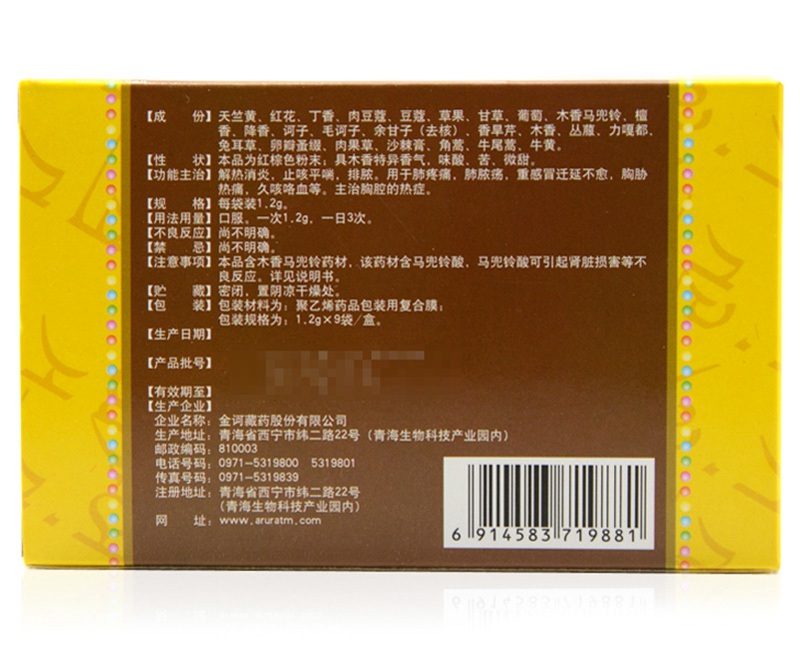 【成　份】天竺黄、红花、丁香、肉豆蔻、豆蔻、草果、甘草、葡萄、木香马兜铃、檀
香、降香、诃子、毛诃子、余甘子(去核)、香旱芹、木香、丛菔、力嘎都、
兔耳草、卵瓣蚤缀、肉果草、沙棘膏、角蒿、牛尾蒿、牛黄。
【性　状】本品为红棕色粉末；具木香特异香气，味酸、苦、微甜。
【功能主治】解热消炎，止咳平喘，排脓。用于肺疼痛，肺脓疡，重感冒迁延不愈，胸胁
热痛，久咳咯血等。主治胸腔的热症。
【规　格】每袋装1.2g。
【用法用量】口服。一次1.2g，一日3次。
【不良反应】尚不明确。
【禁　忌】尚不明确。
【注意事项】本品含木香马兜铃药材，该药材含马兜铃酸，马兜铃酸可引起肾脏损害等不
良反应。详见说明书。
【贮　藏】密闭，置阴凉干燥处。
【包　装】包装材料为：聚乙烯药品包装用复合膜；
包装规格为：1.2g×9袋/盒。
【生产日期】
【产品批号】
【有效期至】
【生产企业】
企业名称：金诃藏药股份有限公司
生产地址：青海省西宁市纬二路22号（青海生物科技产业园内）
邮政编码：810003
电话号码：0971-5319800　5319801
传真号码：0971-5319839
注册地址：青海省西宁市纬二路22号
（青海生物科技产业园内）
网　址：www.aruratm.com
6 914583 719881